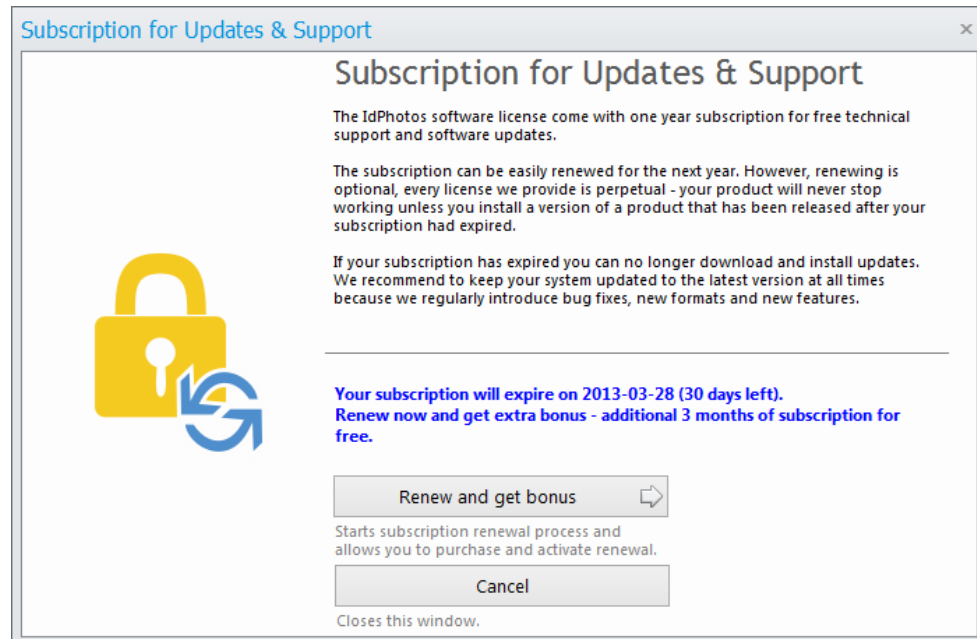 Subscription for Updates & Support
Subscription for Updates & Support
The IdPhotos software license come with one year subscription for free technical
support and software updates.
The subscription can be easily renewed for the next year. However, renewing is
optional, every license we provide is perpetual - your product will never stop
working unless you install a version of a product that has been released after your
subscription had expired.
If your subscription has expired you can no longer download and install updates.
We recommend to keep your system updated to the latest version at all times
because we regularly introduce bug fixes, new formats and new features.
Your subscription will expire on 2013-03-28 (30 days left).
Renew now and get extra bonus - additional 3 months of subscription for
free.
Renew and get bonus
Starts subscription renewal process and
allows you to purchase and activate renewal.
Cancel
Closes this window.